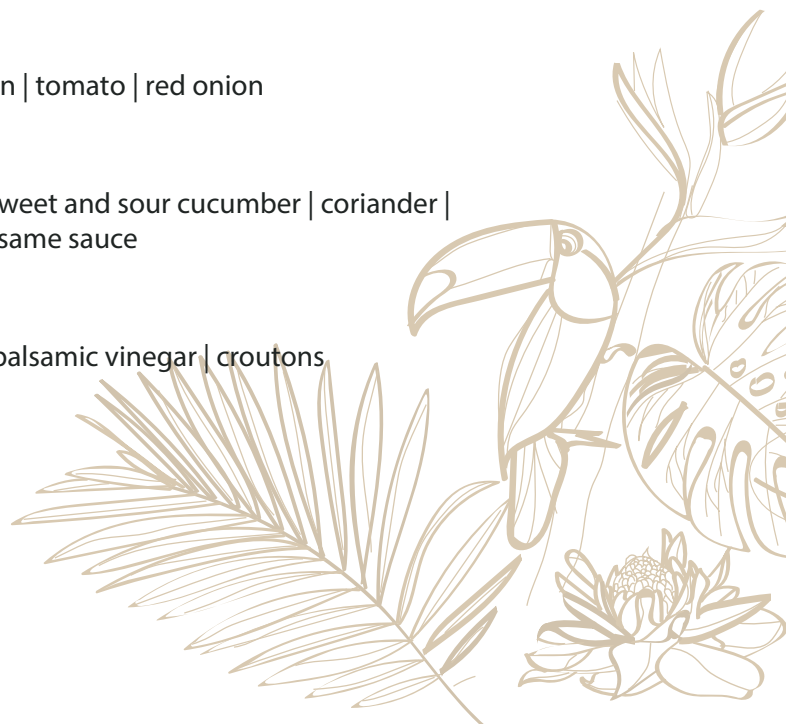 n | tomato | red onion
weet and sour cucumber | coriander |
same sauce
balsamic vinegar | croutons